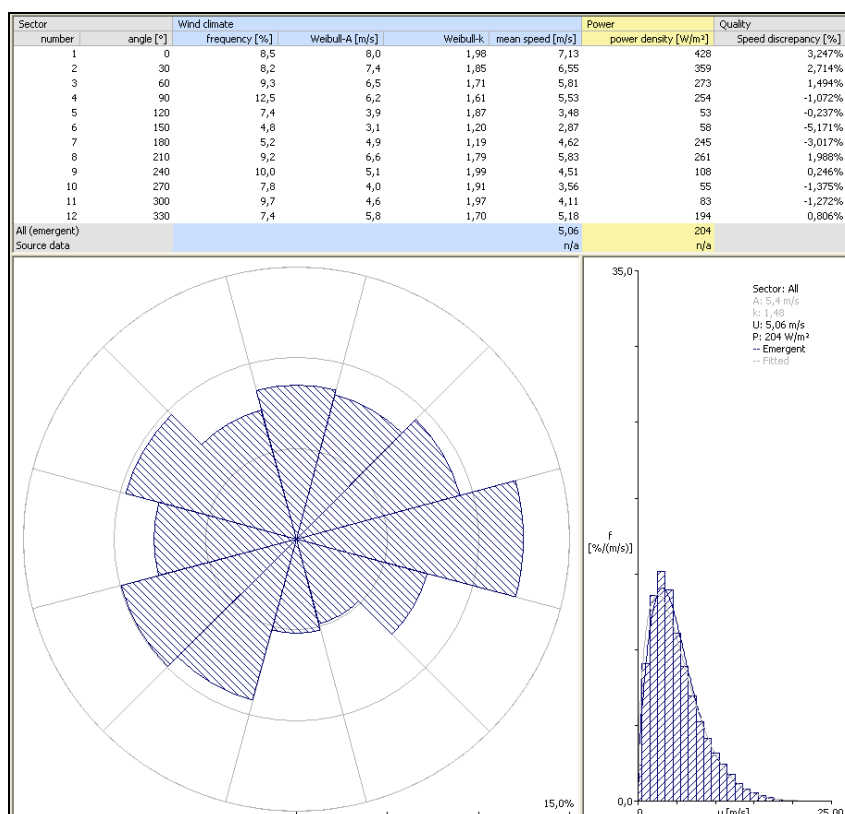 Sector Wind climate Power Quality
number angle [°] frequency [%] Weibull-A [m/s] Weibull-k mean speed [m/s] power density [W/m²] Speed discrepancy [%]
1 0 8,5 8,0 1,98 7,13 428 3,247%
2 30 8,2 7,4 1,85 6,55 359 2,714%
3 60 9,3 6,5 1,71 5,81 273 1,494%
4 90 12,5 6,2 1,61 5,53 254 -1,072%
5 120 7,4 3,9 1,87 3,48 53 -0,237%
6 150 4,8 3,1 1,20 2,87 58 -5,171%
7 180 5,2 4,9 1,19 4,62 245 -3,017%
8 210 9,2 6,6 1,79 5,83 261 1,988%
9 240 10,0 5,1 1,99 4,51 108 0,246%
10 270 7,8 4,0 1,91 3,56 55 -1,375%
11 300 9,7 4,6 1,97 4,11 83 -1,272%
12 330 7,4 5,8 1,70 5,18 194 0,806%
All (emergent) 5,06 204
Source data n/a n/a
15,0%
35,0
Sector: All
A: 5,4 m/s
k: 1,48
U: 5,06 m/s
P: 204 W/m²
-- Emergent
-- Fitted
f
[%/(m/s)]
0,0
0 u [m/s] 25,00